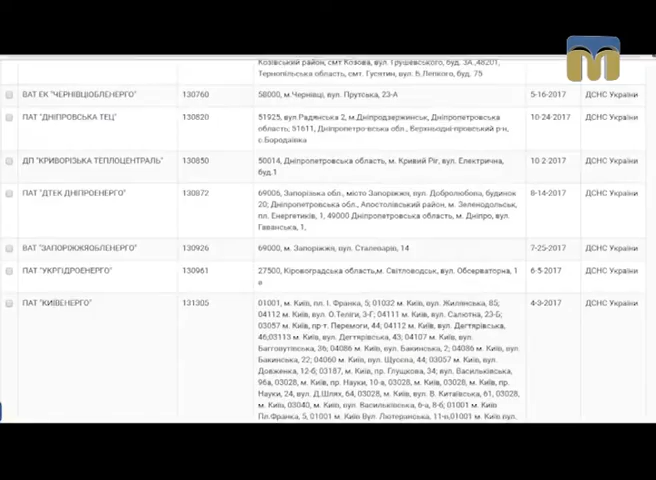 Козівський район, смт Козова, вул. Грушевського, буд. 3А,,48201,
Тернопільська область, смт. Гусятин, вул. Б.Лепкого, буд. 75
ВАТ ЕК "ЧЕРНІВЦІОБЛЕНЕРГО" 130760 58000, м.Чернівці, вул. Прутська, 23-А 5-16-2017 ДСНС України
ПАТ "ДНІПРОВСЬКА ТЕЦ" 130820 51925, вул.Радянська 2, м.Дніпродзержинськ, Дніпропетровська 10-24-2017 ДСНС України
область; 51611, Дніпропетро-вська обл., Верхньодні-провський р-н,
с.Бородаївка
ДП "КРИВОРІЗЬКА ТЕПЛОЦЕНТРАЛЬ" 130850 50014, Дніпропетровська область, м. Кривий Ріг, вул. Електрична, 10-2-2017 ДСНС України
буд.1
ПАТ "ДТЕК ДНІПРОЕНЕРГО" 130872 69006, Запорізька обл., місто Запоріжжя, вул. Добролюбова, будинок 8-14-2017 ДСНС України
20; Дніпропетровська обл., Апостолівський район, м. Зеленодольськ,
пл. Енергетиків, 1, 49000 Дніпропетровська область, м. Дніпро, вул.
Гаванська, 1,
ВАТ "ЗАПОРІЖЖЯОБЛЕНЕРГО" 130926 69000, м. Запоріжжя, вул. Сталеварів, 14 7-25-2017 ДСНС України
ПАТ "УКРГІДРОЕНЕРГО" 130961 27500, Кіровоградська область,м. Світловодськ, вул. Обсерваторна, 1 6-5-2017 ДСНС України
ПАТ "КИЇВЕНЕРГО" 131305 01001, м. Київ, пл. І. Франка, 5; 01032 м. Київ, вул. Жилянська, 85; 4-3-2017 ДСНС України
04112 м. Київ, вул. О.Теліги, 3-Г; 04111 м. Київ, вул. Салютна, 23-Б;
03057 м. Київ, пр-т. Перемоги, 44; 04112 м. Київ, вул. Дегтярівська,
46;03113 м. Київ, вул. Дегтярівська, 43; 04107 м. Київ, вул.
Багговутівська, 36; 04086 м. Київ, вул. Бакинська, 2; 04086 м. Київ, вул.
Бакинська, 22; 04060 м. Київ, вул. Щусєва, 44; 03057 м. Київ, вул.
Довженка, 12-б; 03187, м. Київ, пр. Глушкова, 34; вул. Васильківська,
96а, 03028, м. Київ, пр. Науки, 10-а, 03028, м. Київ, 03028, м. Київ, пр.
Науки, 24, вул. Д.Шлях, 64, 03028, м. Київ, вул. В. Китаївська, 61, 03028,
м. Київ, 03040, м. Київ, вул. Васильківська, 6-а, 8-б; 01001 м. Київ
Пл.Франка, 5, 01001 м. Київ Вул. Лютеранська, 11-в,01001 м. Київ вул.